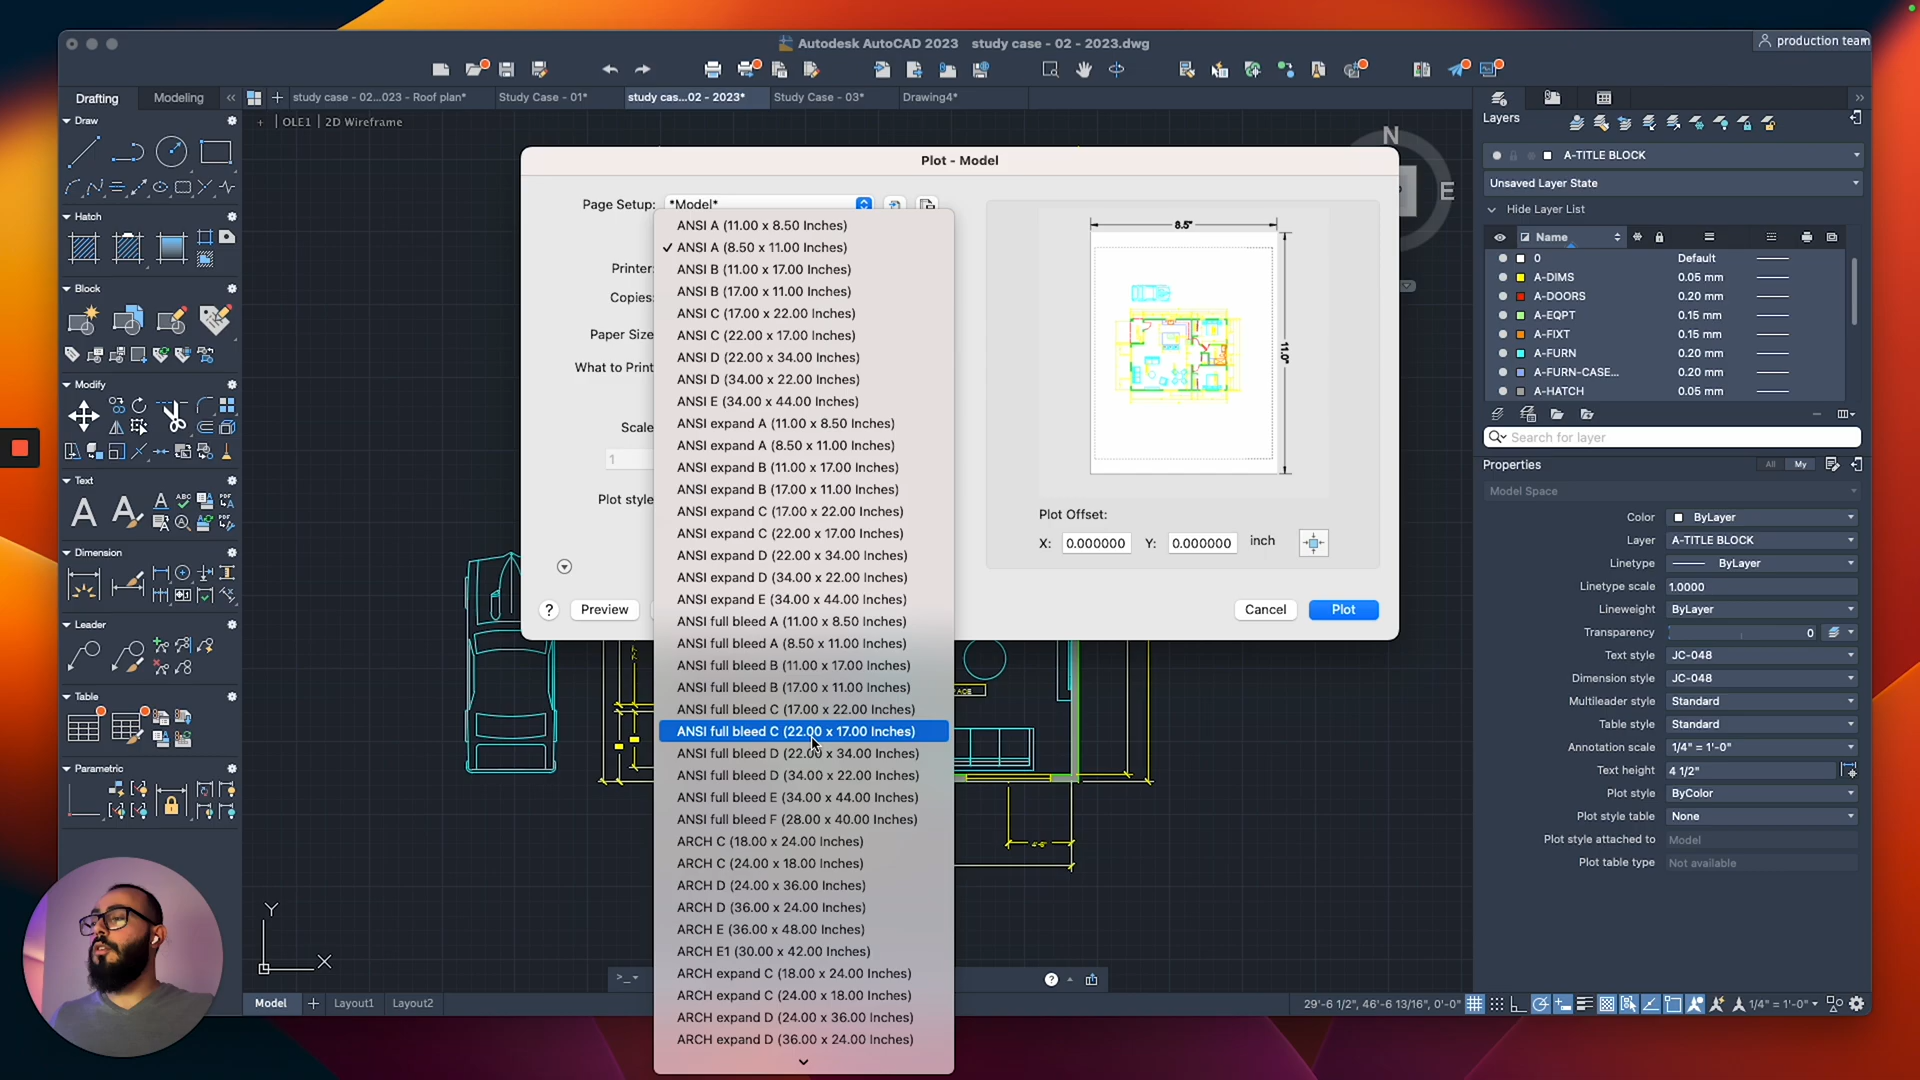 Autodesk AutoCAD 2023 study case - 02 - 2023.dwg
production team
Drafting
Modeling
study case - 02...023 - Roof plan*
Study Case - 01*
study cas...02 - 2023*
Study Case - 03*
Drawing4*
+ | OLE1 | 2D Wireframe
Draw
Hatch
Block
Modify
Text
Dimension
Leader
Table
Parametric
N
E
Plot - Model
Page Setup: *Model*
Printer:
Copies:
Paper Size
What to Print
Scale
1
Plot style
Preview
ANSI A (11.00 x 8.50 Inches)
✓ ANSI A (8.50 x 11.00 Inches)
ANSI B (11.00 x 17.00 Inches)
ANSI B (17.00 x 11.00 Inches)
ANSI C (17.00 x 22.00 Inches)
ANSI C (22.00 x 17.00 Inches)
ANSI D (22.00 x 34.00 Inches)
ANSI D (34.00 x 22.00 Inches)
ANSI E (34.00 x 44.00 Inches)
ANSI expand A (11.00 x 8.50 Inches)
ANSI expand A (8.50 x 11.00 Inches)
ANSI expand B (11.00 x 17.00 Inches)
ANSI expand B (17.00 x 11.00 Inches)
ANSI expand C (17.00 x 22.00 Inches)
ANSI expand C (22.00 x 17.00 Inches)
ANSI expand D (22.00 x 34.00 Inches)
ANSI expand D (34.00 x 22.00 Inches)
ANSI expand E (34.00 x 44.00 Inches)
ANSI full bleed A (11.00 x 8.50 Inches)
ANSI full bleed A (8.50 x 11.00 Inches)
ANSI full bleed B (11.00 x 17.00 Inches)
ANSI full bleed B (17.00 x 11.00 Inches)
ANSI full bleed C (17.00 x 22.00 Inches)
ANSI full bleed C (22.00 x 17.00 Inches)
ANSI full bleed D (22.00 x 34.00 Inches)
ANSI full bleed D (34.00 x 22.00 Inches)
ANSI full bleed E (34.00 x 44.00 Inches)
ANSI full bleed F (28.00 x 40.00 Inches)
ARCH C (18.00 x 24.00 Inches)
ARCH C (24.00 x 18.00 Inches)
ARCH D (24.00 x 36.00 Inches)
ARCH D (36.00 x 24.00 Inches)
ARCH E (36.00 x 48.00 Inches)
ARCH E1 (30.00 x 42.00 Inches)
ARCH expand C (18.00 x 24.00 Inches)
ARCH expand C (24.00 x 18.00 Inches)
ARCH expand D (24.00 x 36.00 Inches)
ARCH expand D (36.00 x 24.00 Inches)
8.5"
11.0"
Plot Offset:
X: 0.000000 Y: 0.000000 inch
Cancel
Plot
4'-6"
Y
X
Model
Layout1
Layout2
29'-6 1/2", 46'-6 13/16", 0'-0"
1/4" = 1'-0"
Layers
A-TITLE BLOCK
Unsaved Layer State
Hide Layer List
Name
0 Default
A-DIMS 0.05 mm
A-DOORS 0.20 mm
A-EQPT 0.15 mm
A-FIXT 0.15 mm
A-FURN 0.20 mm
A-FURN-CASE... 0.20 mm
A-HATCH 0.05 mm
Search for layer
Properties All My
Model Space
Color ByLayer
Layer A-TITLE BLOCK
Linetype ByLayer
Linetype scale 1.0000
Lineweight ByLayer
Transparency 0
Text style JC-048
Dimension style JC-048
Multileader style Standard
Table style Standard
Annotation scale 1/4" = 1'-0"
Text height 4 1/2"
Plot style ByColor
Plot style table None
Plot style attached to Model
Plot table type Not available